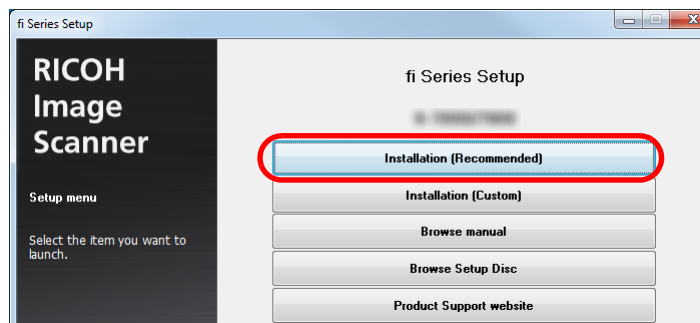 fi Series Setup
RICOH
Image
Scanner
Setup menu
Select the item you want to
launch.
fi Series Setup
Installation (Recommended)
Installation (Custom)
Browse manual
Browse Setup Disc
Product Support website